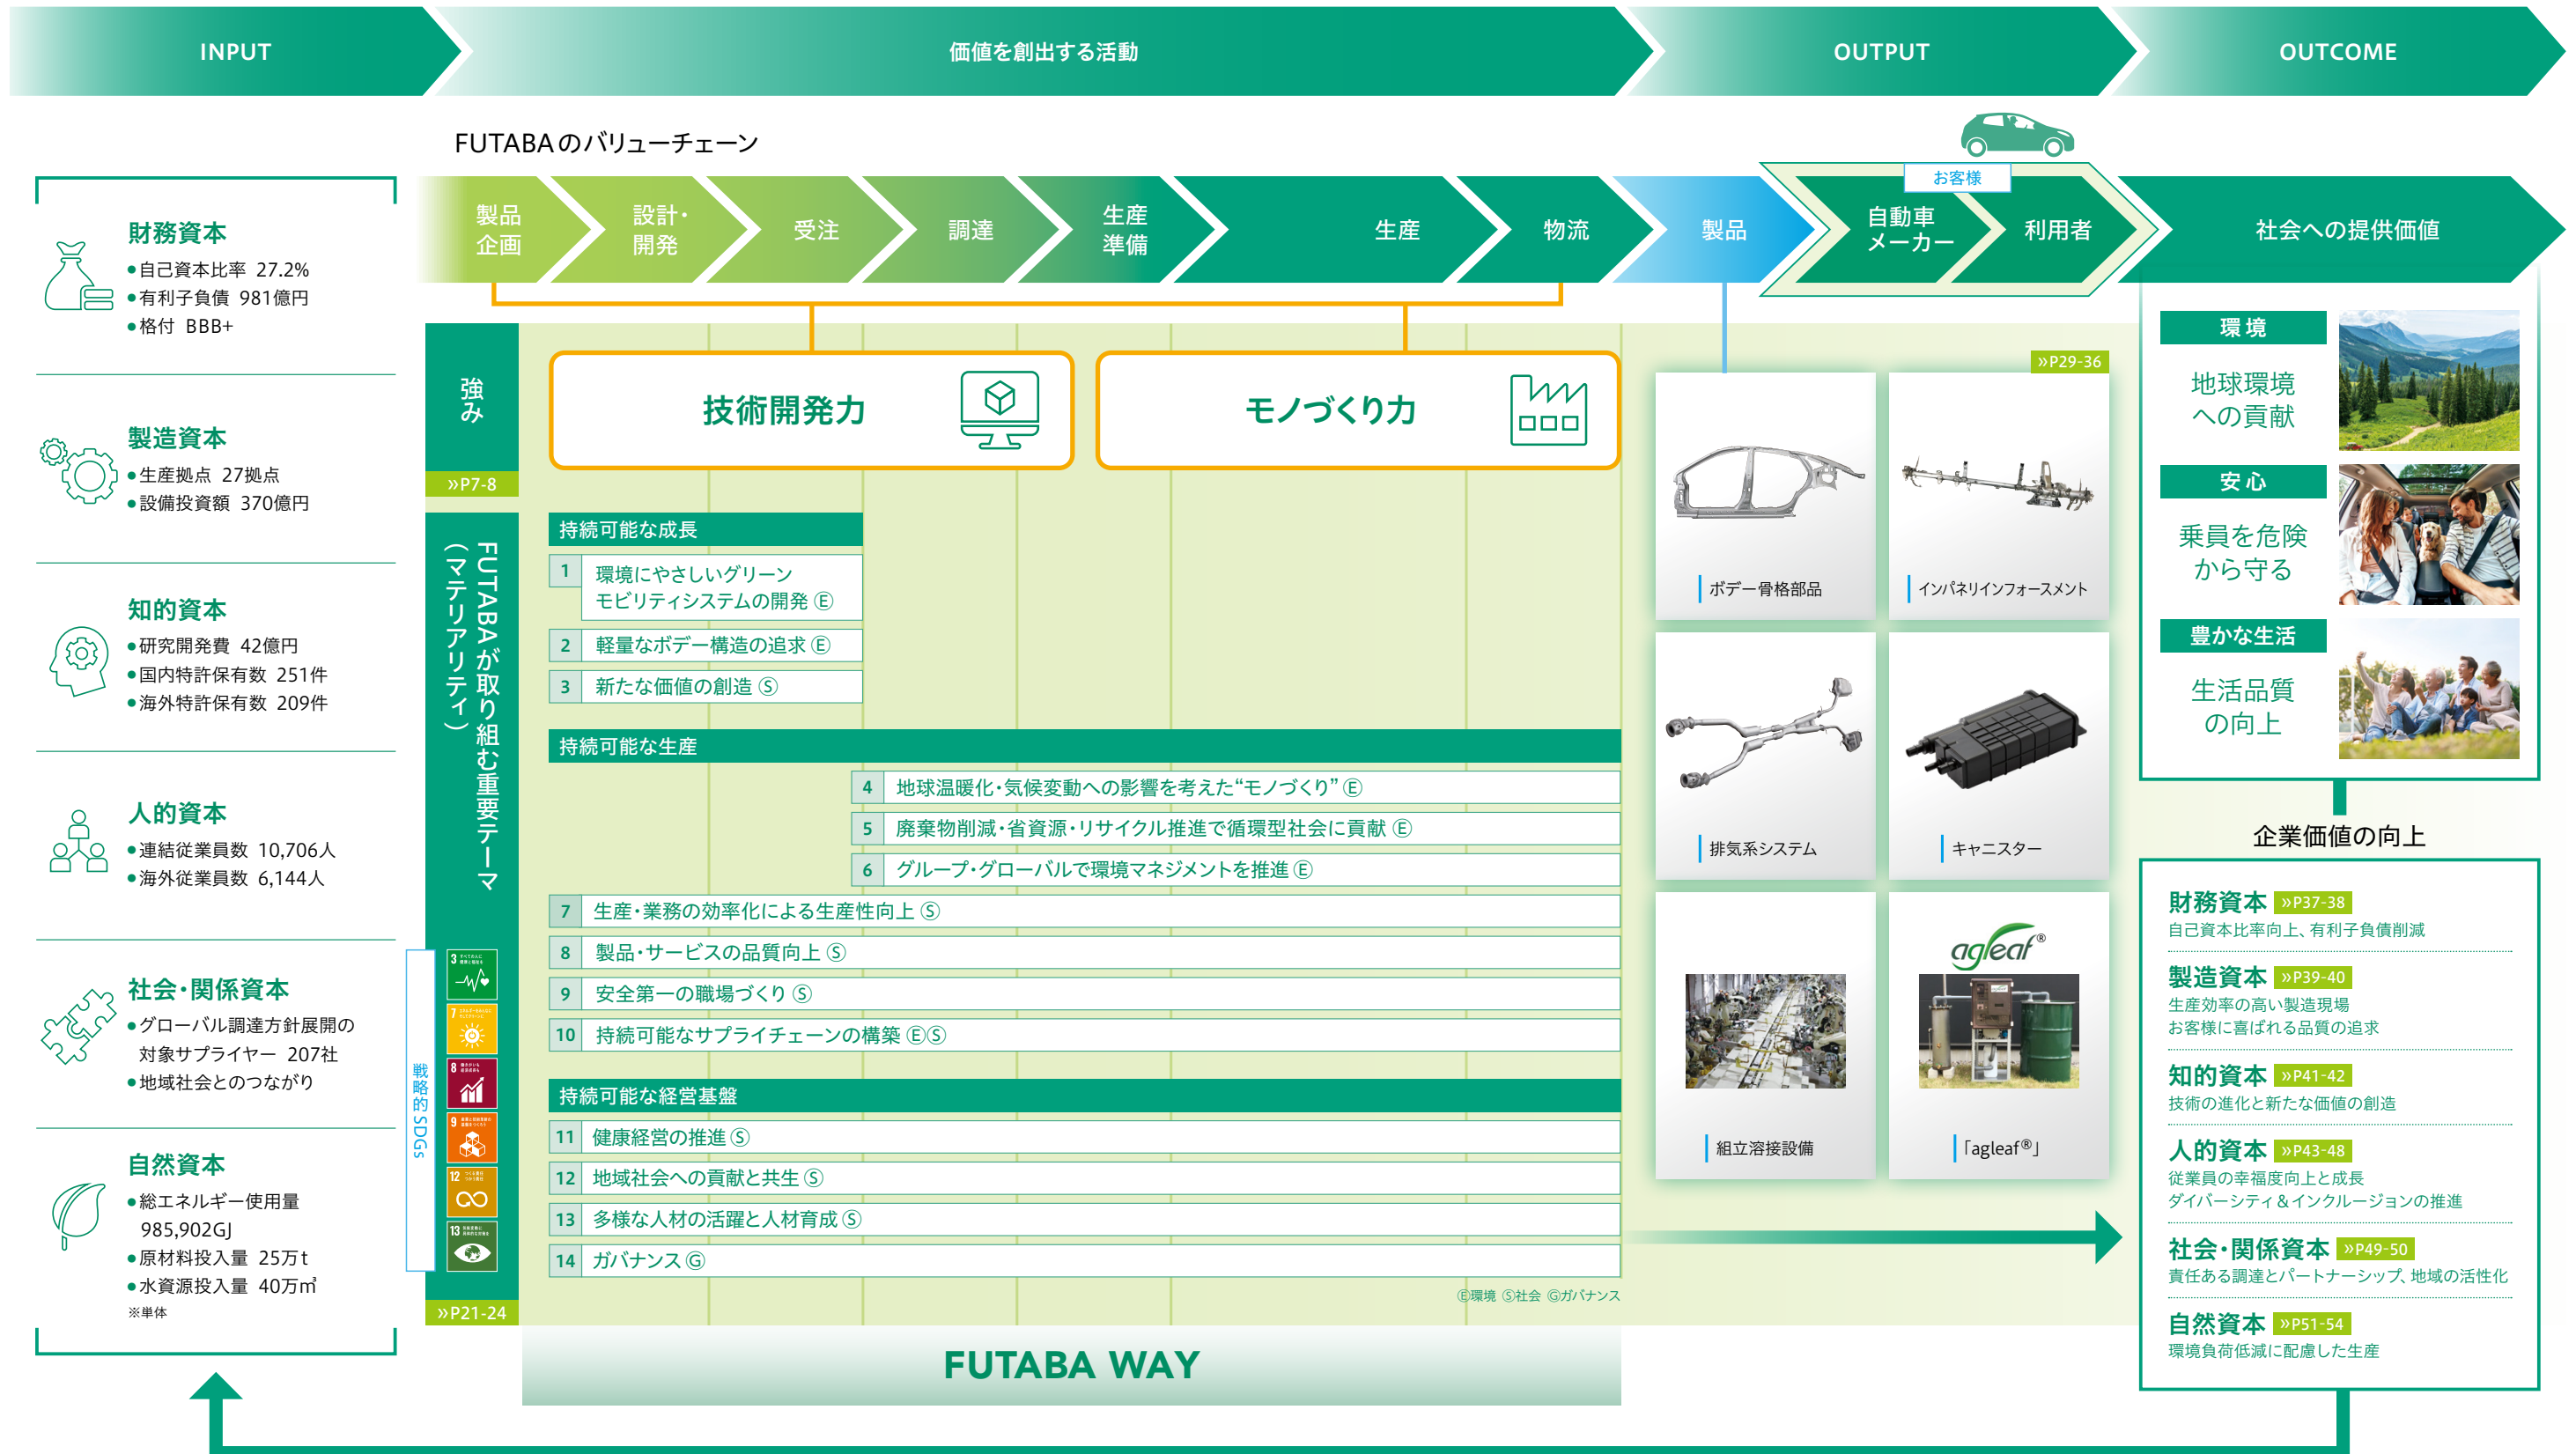 INPUT
価値を創出する活動
OUTPUT
OUTCOME
FUTABAのバリューチェーン
製品
企画
設計・
開発
受注
調達
生産
準備
生産
物流
製品
お客様
自動車
メーカー
利用者
社会への提供価値
財務資本
●自己資本比率 27.2%
●有利子負債 981億円
●格付 BBB+
製造資本
●生産拠点 27拠点
●設備投資額 370億円
知的資本
●研究開発費 42億円
●国内特許保有数 251件
●海外特許保有数 209件
人的資本
●連結従業員数 10,706人
●海外従業員数 6,144人
社会・関係資本
●グローバル調達方針展開の
対象サプライヤー 207社
●地域社会とのつながり
自然資本
●総エネルギー使用量
985,902GJ
●原材料投入量 25万t
●水資源投入量 40万㎥
※単体
強み
»P7-8
技術開発力
モノづくり力
FUTABAが取り組む重要テーマ
(マテリアリティ)
戦略的SDGs
3
7
8
9
12
13
»P21-24
持続可能な成長
1 環境にやさしいグリーン
モビリティシステムの開発 Ⓔ
2 軽量なボデー構造の追求 Ⓔ
3 新たな価値の創造 Ⓢ
持続可能な生産
4 地球温暖化・気候変動への影響を考えた“モノづくり” Ⓔ
5 廃棄物削減・省資源・リサイクル推進で循環型社会に貢献 Ⓔ
6 グループ・グローバルで環境マネジメントを推進 Ⓔ
7 生産・業務の効率化による生産性向上 Ⓢ
8 製品・サービスの品質向上 Ⓢ
9 安全第一の職場づくり Ⓢ
10 持続可能なサプライチェーンの構築 ⒺⓈ
持続可能な経営基盤
11 健康経営の推進 Ⓢ
12 地域社会への貢献と共生 Ⓢ
13 多様な人材の活躍と人材育成 Ⓢ
14 ガバナンス Ⓖ
Ⓔ環境 Ⓢ社会 Ⓖガバナンス
FUTABA WAY
»P29-36
ボデー骨格部品
インパネリインフォースメント
排気系システム
キャニスター
組立溶接設備
agleaf®
「agleaf®」
環境
地球環境
への貢献
安心
乗員を危険
から守る
豊かな生活
生活品質
の向上
企業価値の向上
財務資本 »P37-38
自己資本比率向上、有利子負債削減
製造資本 »P39-40
生産効率の高い製造現場
お客様に喜ばれる品質の追求
知的資本 »P41-42
技術の進化と新たな価値の創造
人的資本 »P43-48
従業員の幸福度向上と成長
ダイバーシティ＆インクルージョンの推進
社会・関係資本 »P49-50
責任ある調達とパートナーシップ、地域の活性化
自然資本 »P51-54
環境負荷低減に配慮した生産